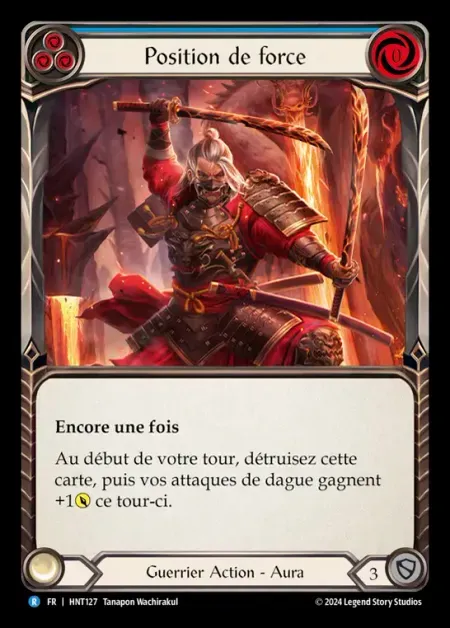 Position de force
0
Encore une fois
Au début de votre tour, détruisez cette
carte, puis vos attaques de dague gagnent
+1 ce tour-ci.
Guerrier Action - Aura
3
R FR | HNT127 Tanapon Wachirakul
© 2024 Legend Story Studios